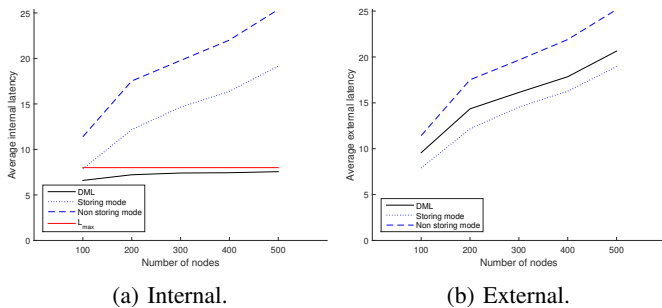 25
20
15
10
5
0
Average internal latency
DML
Storing mode
Non storing mode
L_max
100 200 300 400 500
Number of nodes
(a) Internal.
25
20
15
10
5
0
Average external latency
DML
Storing mode
Non storing mode
100 200 300 400 500
Number of nodes
(b) External.